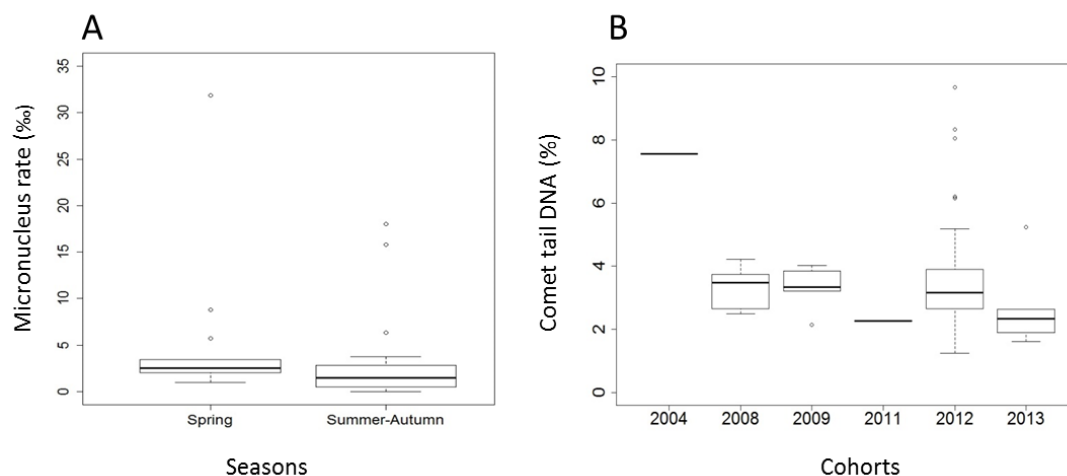 A
Micronucleus rate (‰)
35
30
25
20
15
10
5
0
Spring
Summer-Autumn
Seasons
B
Comet tail DNA (%)
10
8
6
4
2
0
2004
2008
2009
2011
2012
2013
Cohorts